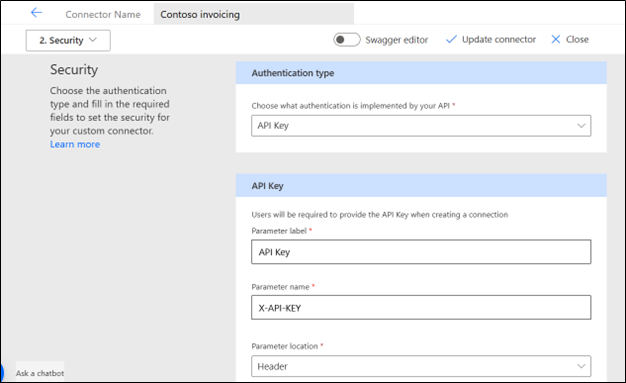 Connector Name Contoso invoicing
2. Security Swagger editor Update connector Close
Security
Choose the authentication
type and fill in the required
fields to set the security for
your custom connector.
Learn more
Authentication type
Choose what authentication is implemented by your API *
API Key
API Key
Users will be required to provide the API Key when creating a connection
Parameter label *
API Key
Parameter name *
X-API-KEY
Parameter location *
Header
Ask a chatbot